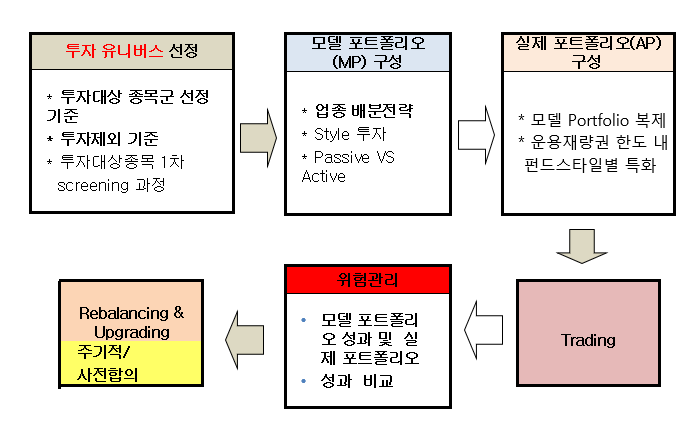 투자 유니버스 선정
* 투자대상 종목군 선정
기준
* 투자제외 기준
* 투자대상종목 1차
screening 과정
모델 포트폴리오
(MP) 구성
* 업종 배분전략
* Style 투자
* Passive VS
Active
실제 포트폴리오(AP)
구성
* 모델 Portfolio 복제
* 운용재량권 한도 내
펀드스타일별 특화
Trading
위험관리
• 모델 포트폴리
오 성과 및 실
제 포트폴리오
• 성과 비교
Rebalancing &
Upgrading
주기적/
사전합의